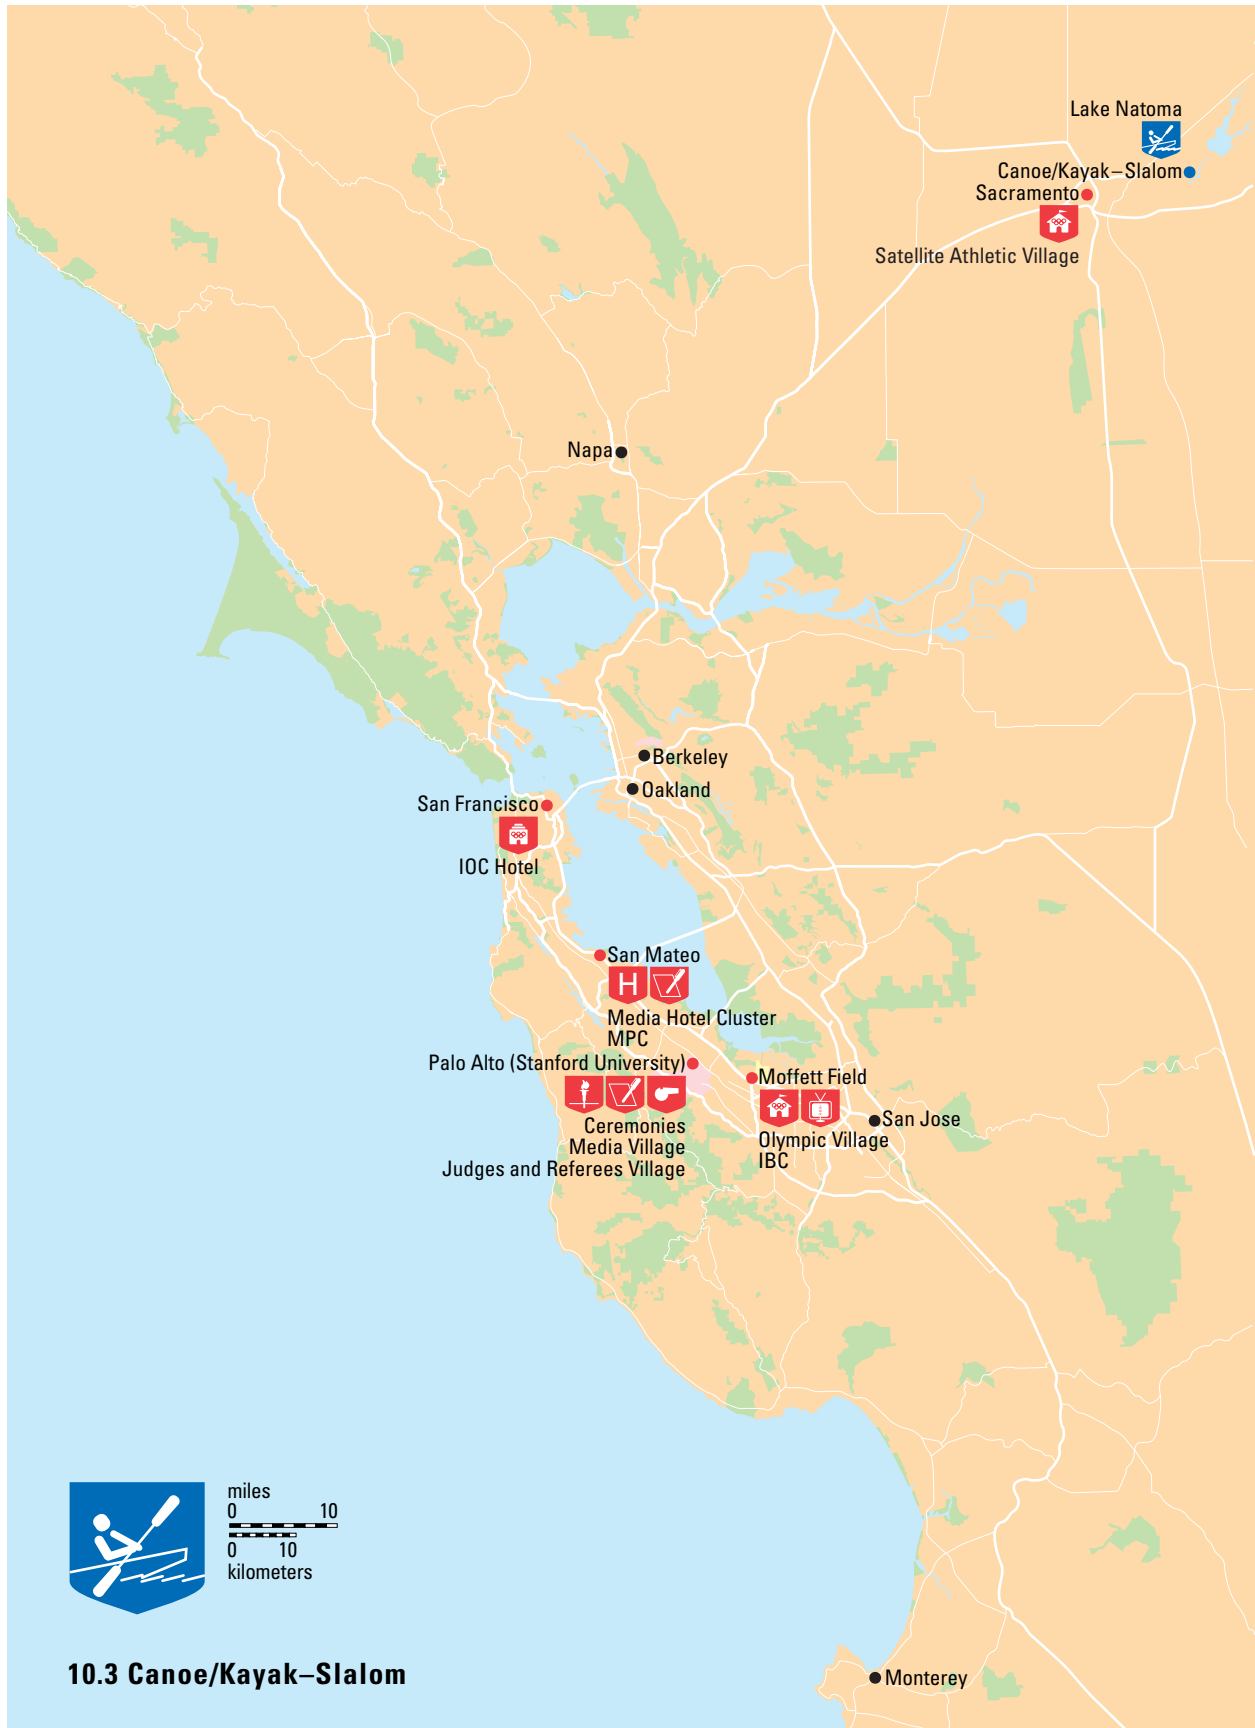 Lake Natoma
Canoe/Kayak–Slalom
Sacramento
Satellite Athletic Village
Napa
Berkeley
Oakland
San Francisco
IOC Hotel
San Mateo
H
Media Hotel Cluster
MPC
Palo Alto (Stanford University)
Ceremonies
Media Village
Judges and Referees Village
Moffett Field
Olympic Village
IBC
San Jose
miles
0 10
0 10
kilometers
10.3 Canoe/Kayak–Slalom
Monterey